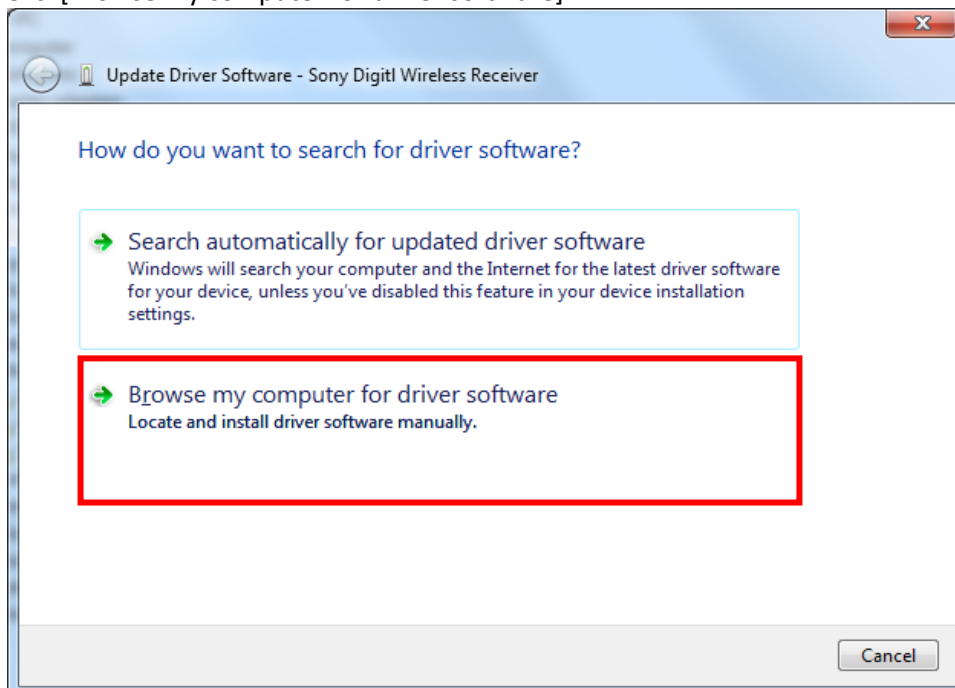 Update Driver Software - Sony Digitl Wireless Receiver
How do you want to search for driver software?
Search automatically for updated driver software
Windows will search your computer and the Internet for the latest driver software
for your device, unless you've disabled this feature in your device installation
settings.
Browse my computer for driver software
Locate and install driver software manually.
Cancel